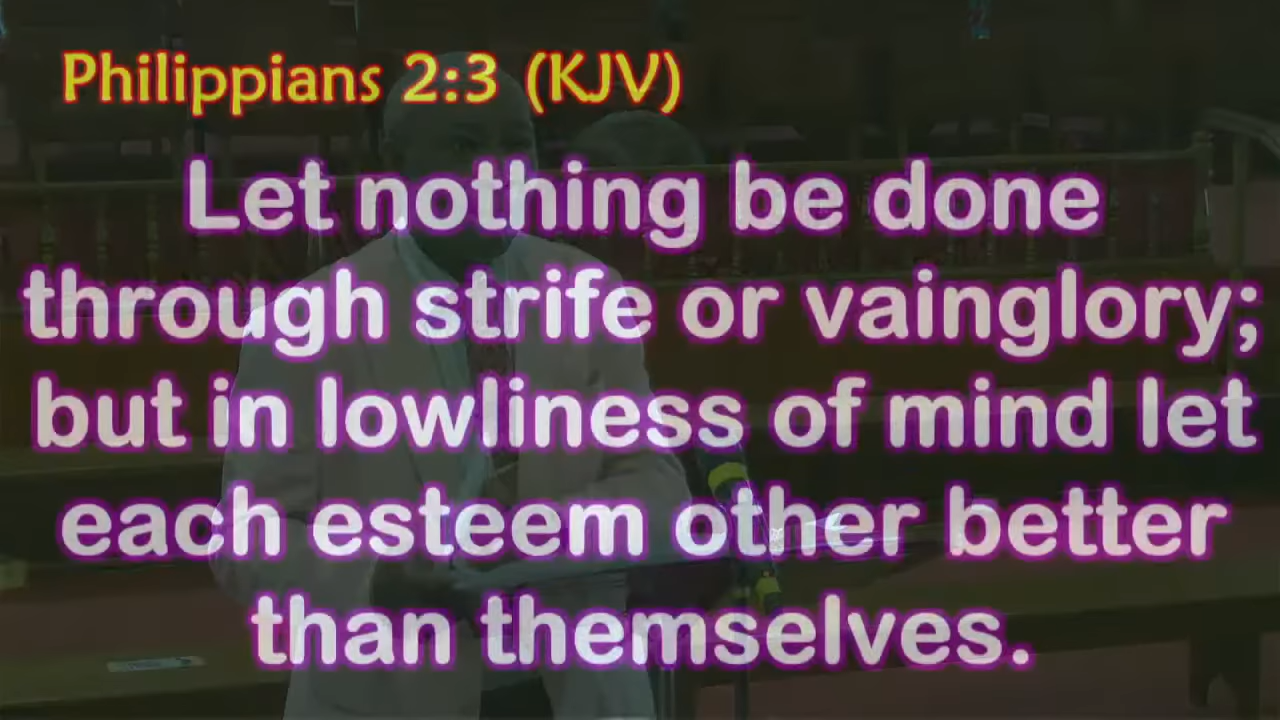 Philippians 2:3 (KJV)
Let nothing be done
through strife or vainglory;
but in lowliness of mind let
each esteem other better
than themselves.